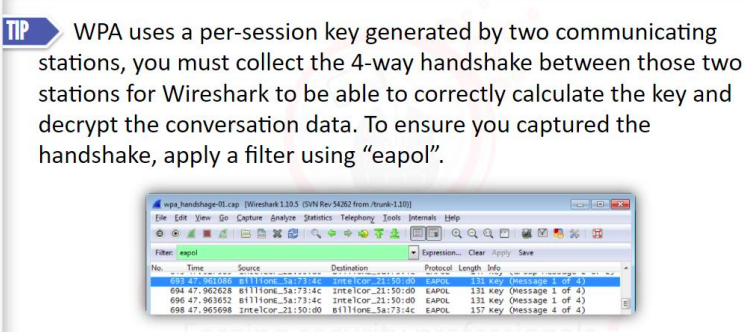 TIP
WPA uses a per-session key generated by two communicating
stations, you must collect the 4-way handshake between those two
stations for Wireshark to be able to correctly calculate the key and
decrypt the conversation data. To ensure you captured the
handshake, apply a filter using “eapol”.
wpa_handshage-01.cap [Wireshark 1.10.5 (SVN Rev 54262 from /trunk-1.10)]
File Edit View Go Capture Analyze Statistics Telephony Tools Internals Help
Filter: eapol Expression... Clear Apply Save
No. Time Source Destination Protocol Length Info
693 47.961086 BillionE_5a:73:4c IntelCor_21:50:d0 EAPOL 131 Key (Message 1 of 4)
694 47.962628 BillionE_5a:73:4c IntelCor_21:50:d0 EAPOL 131 Key (Message 1 of 4)
696 47.963652 BillionE_5a:73:4c IntelCor_21:50:d0 EAPOL 131 Key (Message 1 of 4)
698 47.965698 IntelCor_21:50:d0 BillionE_5a:73:4c EAPOL 157 Key (Message 2 of 4)